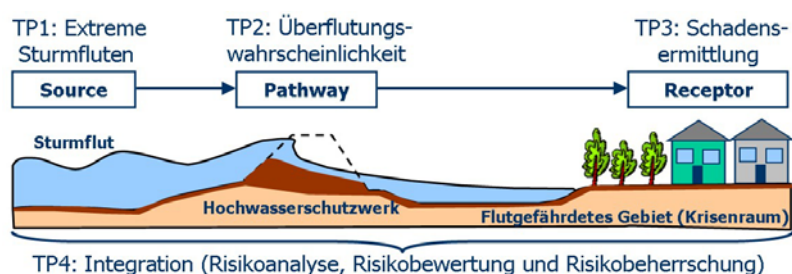 TP1: Extreme
Sturmfluten
TP2: Überflutungs-
wahrscheinlichkeit
TP3: Schadens-
ermittlung
Source
Pathway
Receptor
Sturmflut
Hochwasserschutzwerk
Flutgefährdetes Gebiet (Krisenraum)
TP4: Integration (Risikoanalyse, Risikobewertung und Risikobeherrschung)